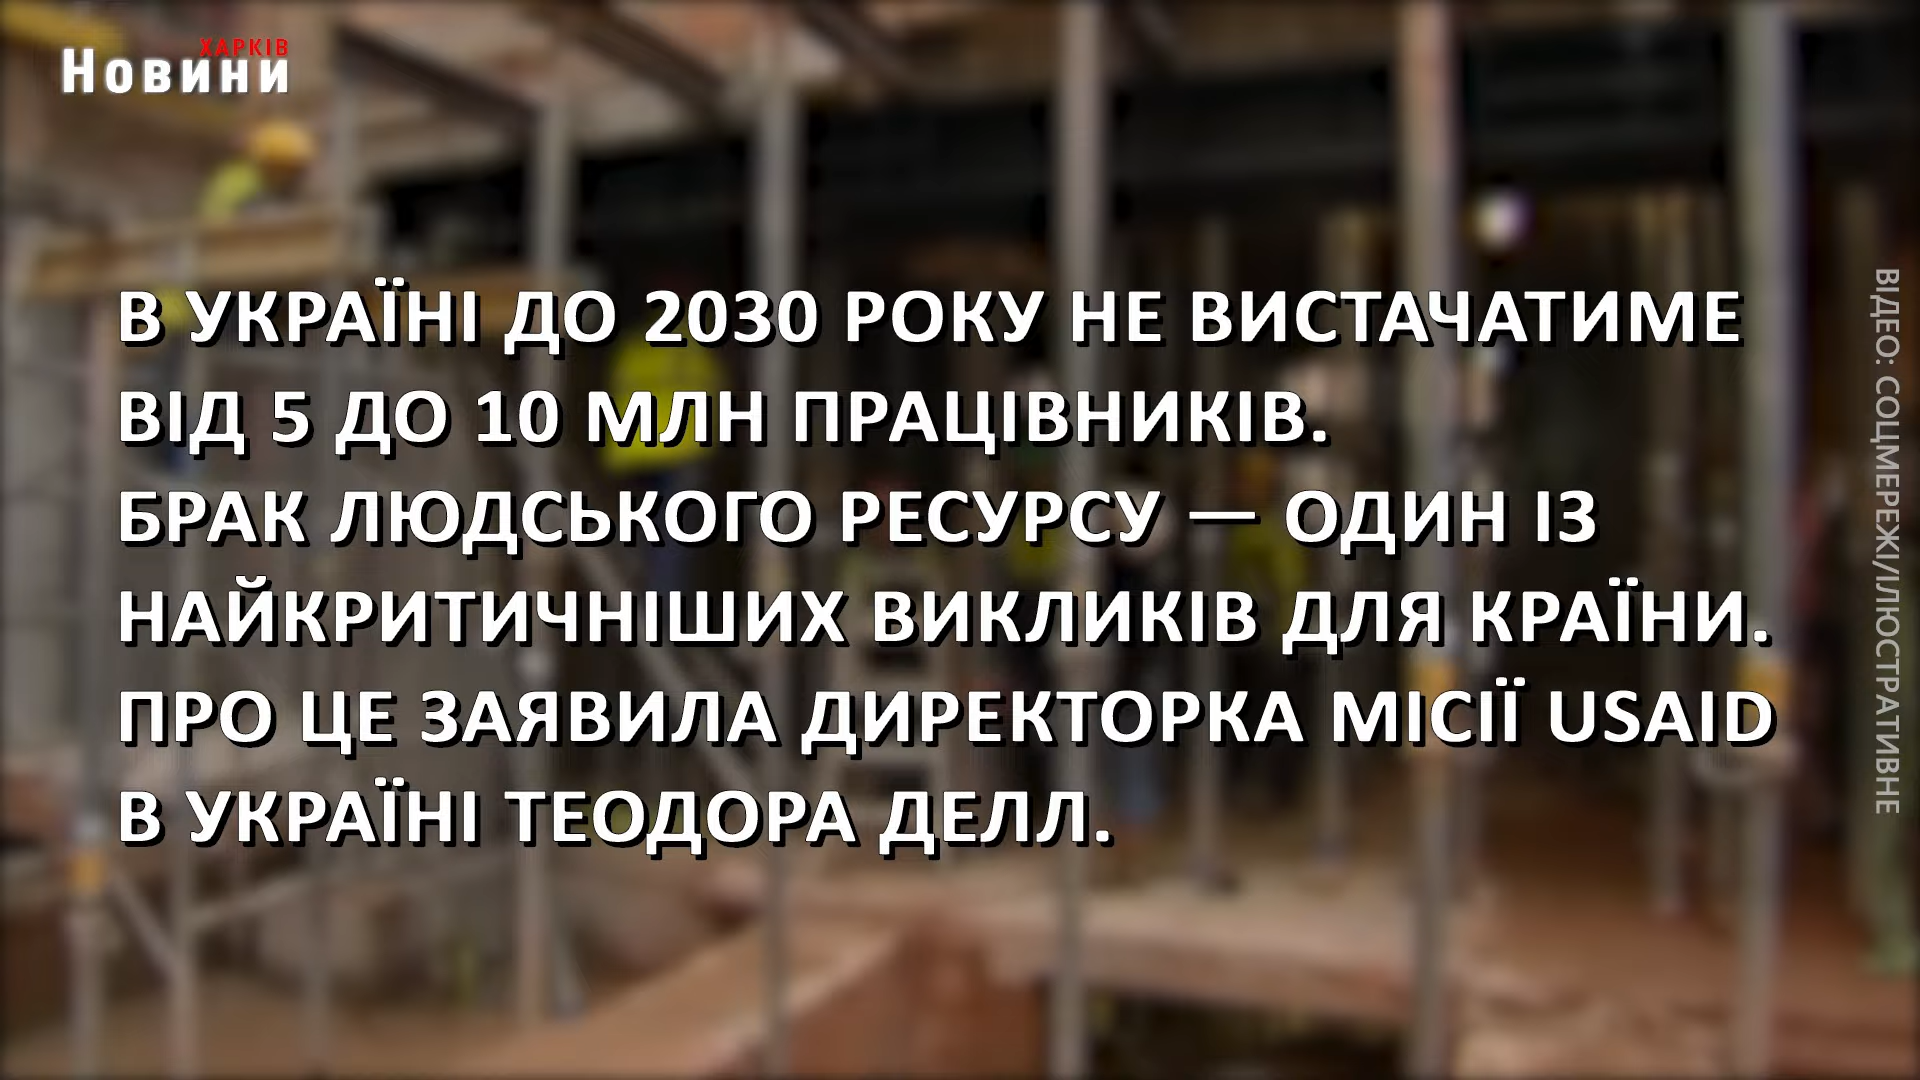 ХАРКІВ
Новини
В УКРАЇНІ ДО 2030 РОКУ НЕ ВИСТАЧАТИМЕ
ВІД 5 ДО 10 МЛН ПРАЦІВНИКІВ.
БРАК ЛЮДСЬКОГО РЕСУРСУ — ОДИН ІЗ
НАЙКРИТИЧНІШИХ ВИКЛИКІВ ДЛЯ КРАЇНИ.
ПРО ЦЕ ЗАЯВИЛА ДИРЕКТОРКА МІСІЇ USAID
В УКРАЇНІ ТЕОДОРА ДЕЛЛ.
ВІДЕО: СОЦМЕРЕЖІ/ІЛЮСТРАТИВНЕ